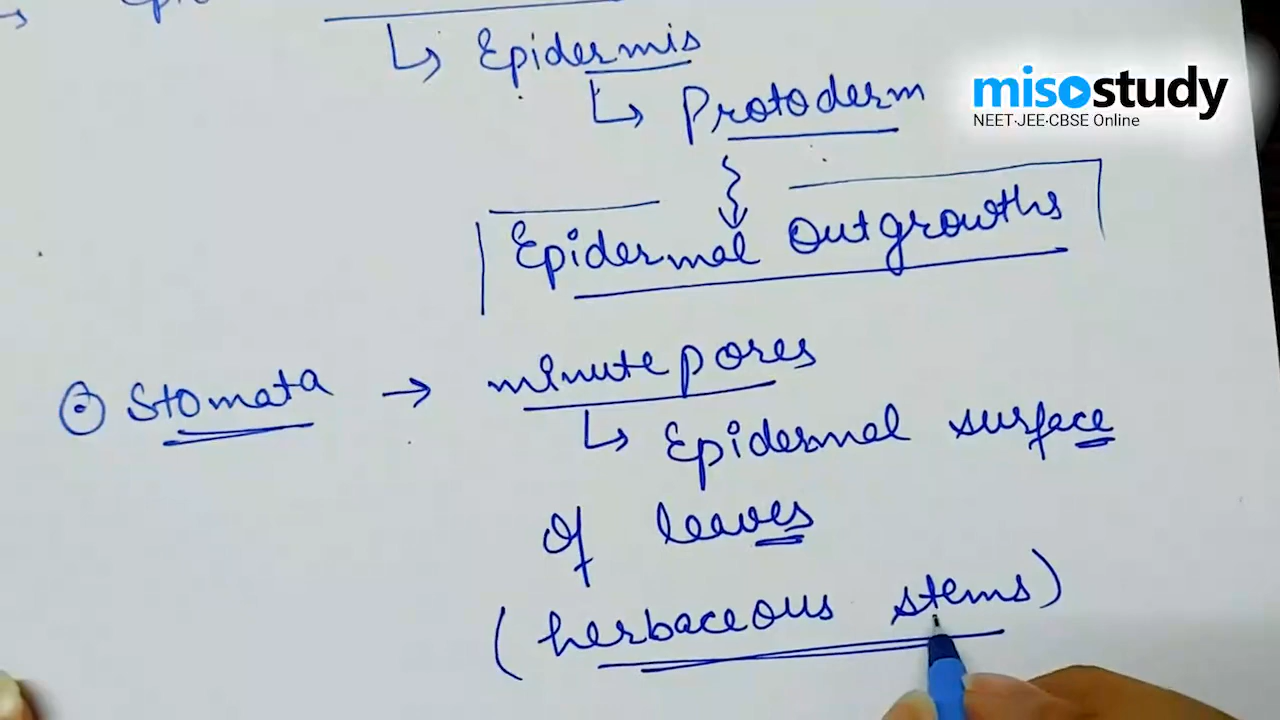 ↳ Epidermis
↳ Protoderm
misostudy
NEET·JEE·CBSE Online
Epidermal Outgrowths
⊙ Stomata → minute pores
↳ Epidermal surface
of leaves
(herbaceous stems)